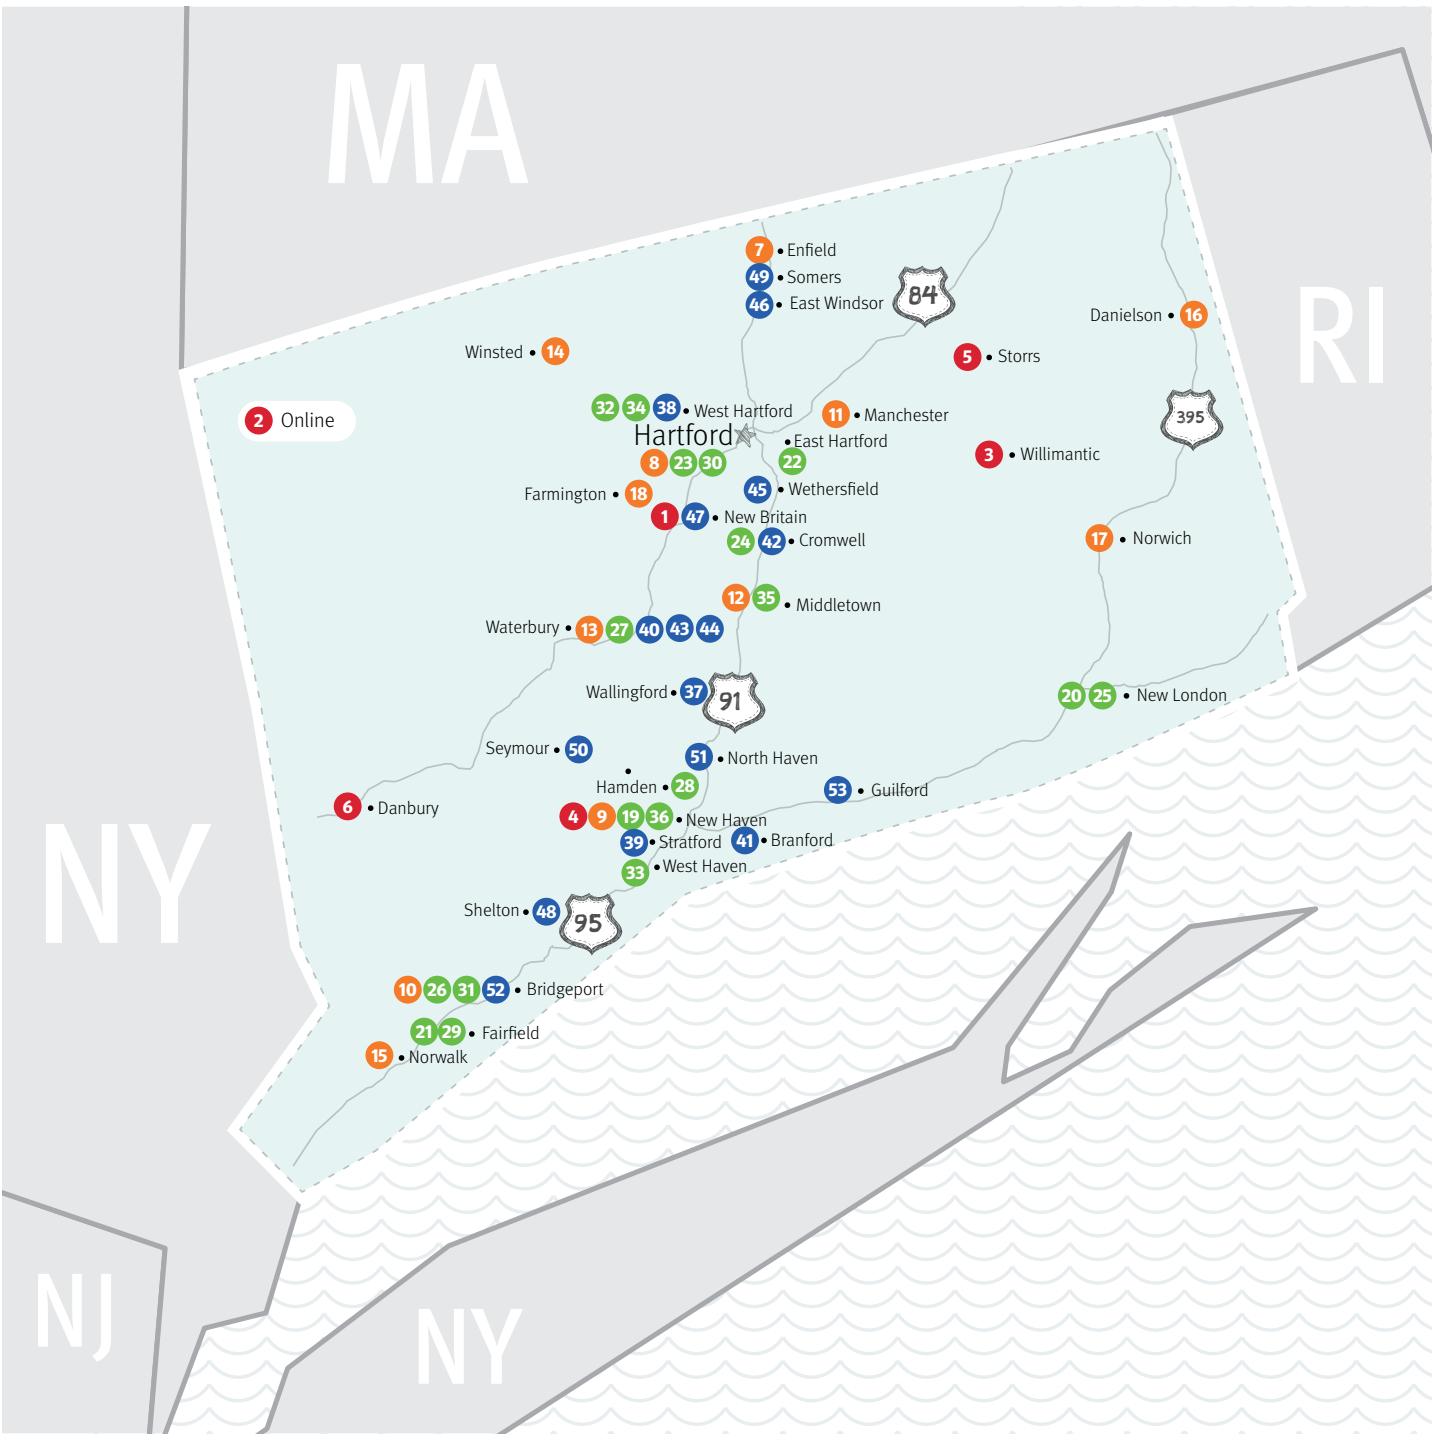 MA
7 Enfield
49 Somers
46 East Windsor
84
Danielson 16
RI
Winsted 14
5 Storrs
2 Online
32 34 38 West Hartford
11 Manchester
395
Hartford
East Hartford
8 23 30
22
3 Willimantic
Farmington 18
45 Wethersfield
1 47 New Britain
24 42 Cromwell
17 Norwich
12 35 Middletown
Waterbury 13 27 40 43 44
Wallingford 37
91
20 25 New London
Seymour 50
51 North Haven
Hamden 28
53 Guilford
6 Danbury
4 9 19 36 New Haven
39 Stratford
41 Branford
33 West Haven
NY
Shelton 48
95
10 26 31 52 Bridgeport
21 29 Fairfield
15 Norwalk
NJ
NY